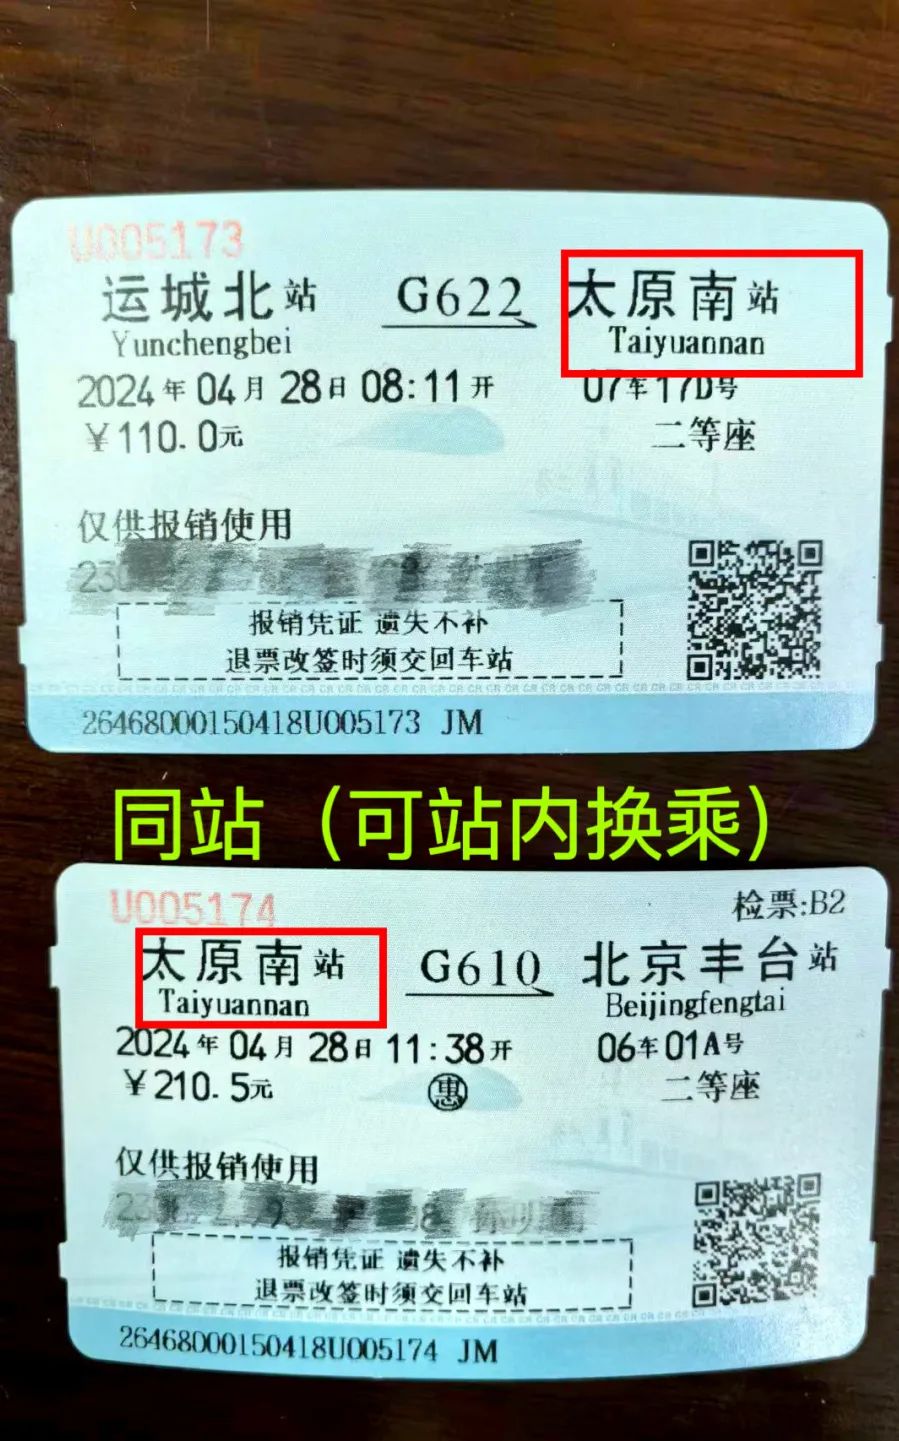 U005173
运城北站 G622 太原南站
Yunchengbei Taiyuannan
2024年04月28日08:11开 07车17D号
￥110.0元 二等座
仅供报销使用
报销凭证 遗失不补
退票改签时须交回车站
26468000150418U005173 JM
同站（可站内换乘）
U005174 检票:B2
太原南站 G610 北京丰台站
Taiyuannan Beijingfengtai
2024年04月28日11:38开 06车01A号
￥210.5元 惠 二等座
仅供报销使用
报销凭证 遗失不补
退票改签时须交回车站
26468000150418U005174 JM